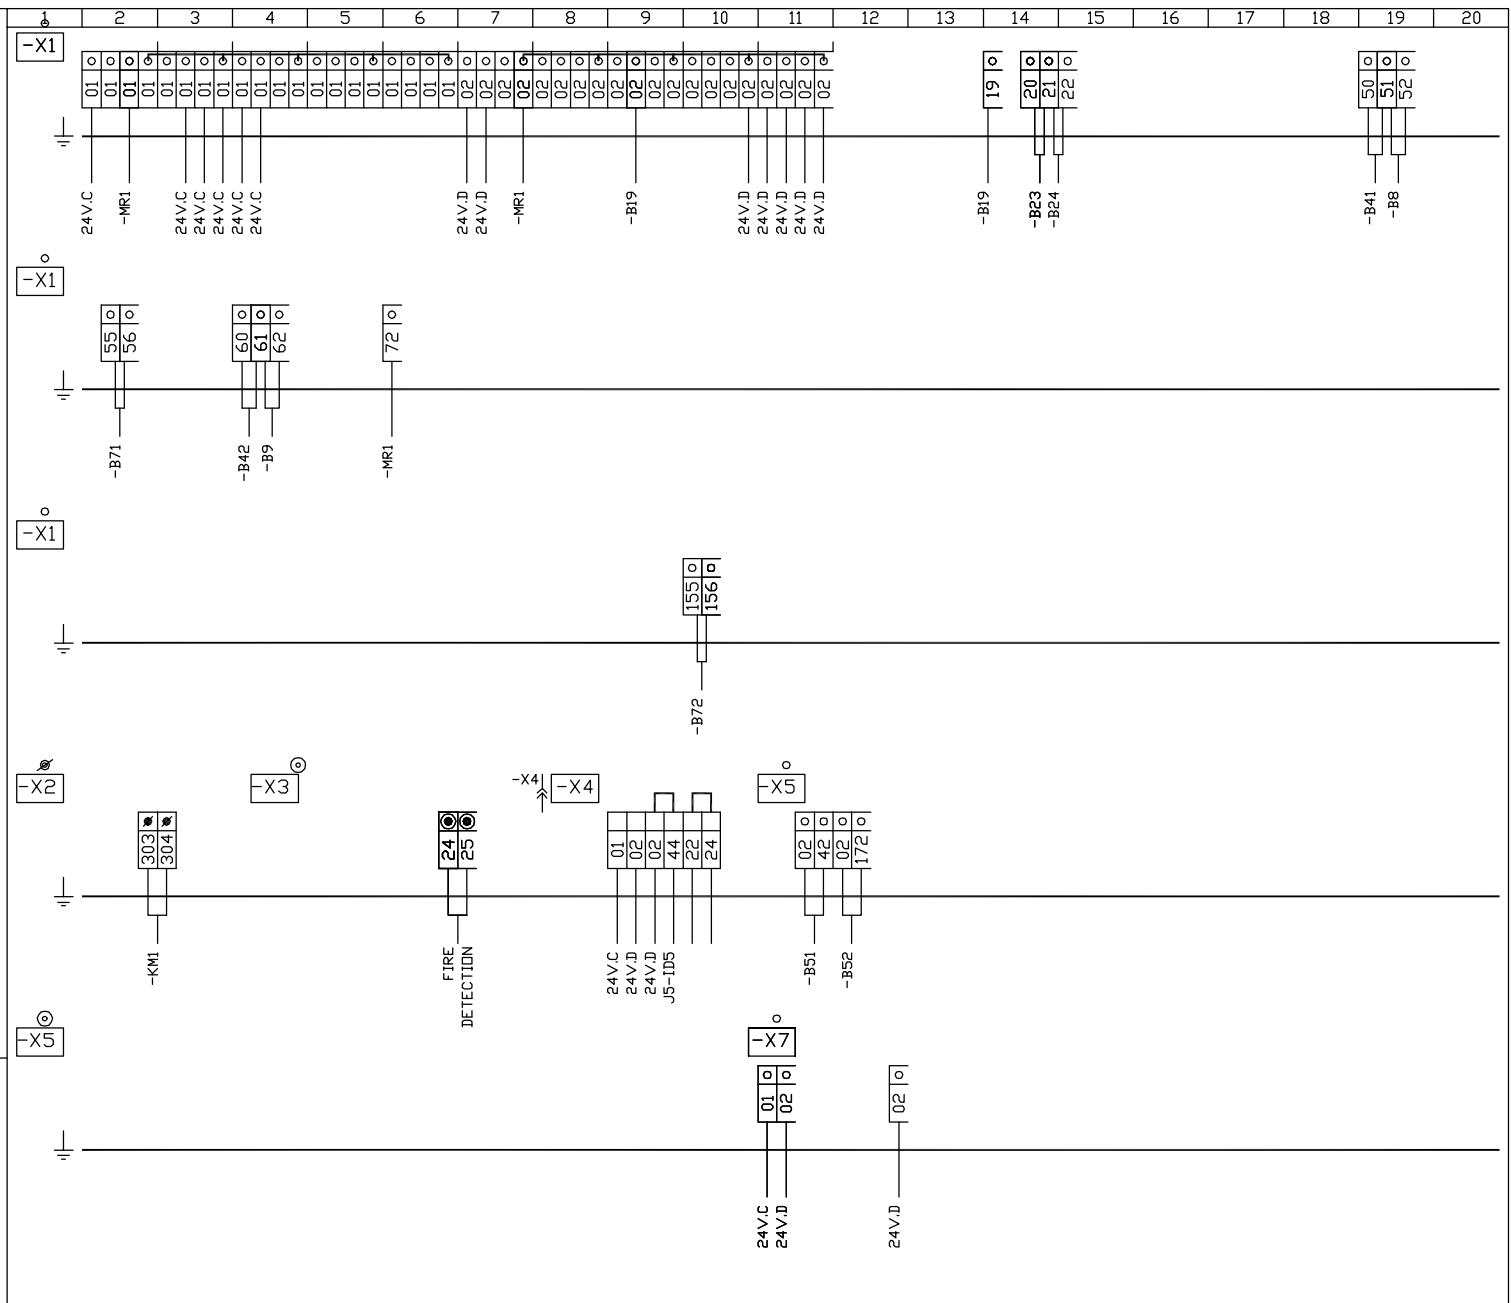 1 2 3 4 5 6 7 8 9 10 11 12 13 14 15 16 17 18 19 20
-X1
01 01 01 01 01 01 01 01 01 01 01 01 01 01 01 01 01 01 01 01 02 02 02 02 02 02 02 02 02 02 02 02 02 02 02 02 02 02 02 02 19 20 21 22 50 51 52
24V.C -MR1 24V.C 24V.C 24V.C 24V.C 24V.C 24V.D 24V.D -MR1 -B19 24V.D 24V.D 24V.D 24V.D 24V.D -B19 -B23 -B24 -B41 -B8
-X1
55 56 60 61 62 72
-B71 -B42 -B9 -MR1
-X1
155 156
-B72
-X2 -X3 -X4 -X4 -X5
303 304 24 25 01 02 02 44 22 24 02 42 02 172
-KM1 FIRE DETECTION 24V.C 24V.D 24V.D J5-ID5 -B51 -B52
-X5 -X7
01 02 02
24V.C 24V.D 24V.D